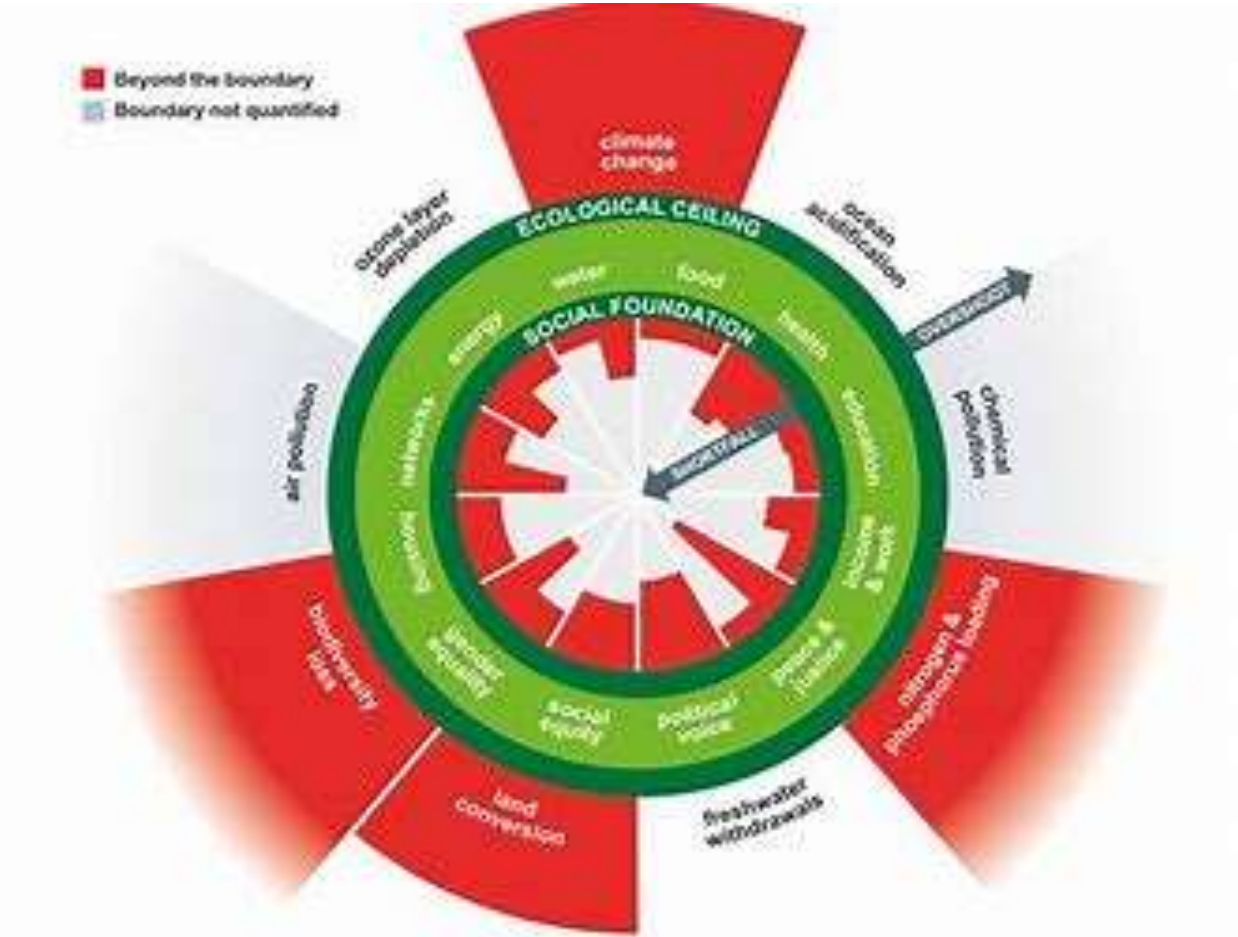 Beyond the boundary
Boundary not quantified
climate
change
ECOLOGICAL CEILING
ozone layer
depletion
ocean
acidification
OVERSHOOT
water
food
SOCIAL FOUNDATION
energy
health
air pollution
networks
education
chemical
pollution
SHORTFALL
housing
income
& work
biodiversity
loss
gender
equality
peace &
justice
nitrogen &
phosphorus loading
social
equity
political
voice
land
conversion
freshwater
withdrawals